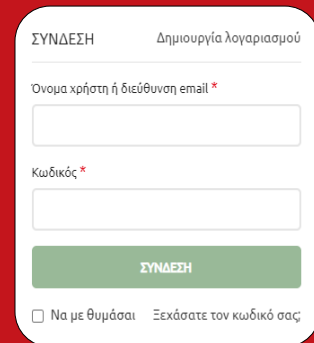 ΣΥΝΔΕΣΗ Δημιουργία λογαριασμού
Όνομα χρήστη ή διεύθυνση email *
Κωδικός *
ΣΥΝΔΕΣΗ
Να με θυμάσαι Ξεχάσατε τον κωδικό σας;